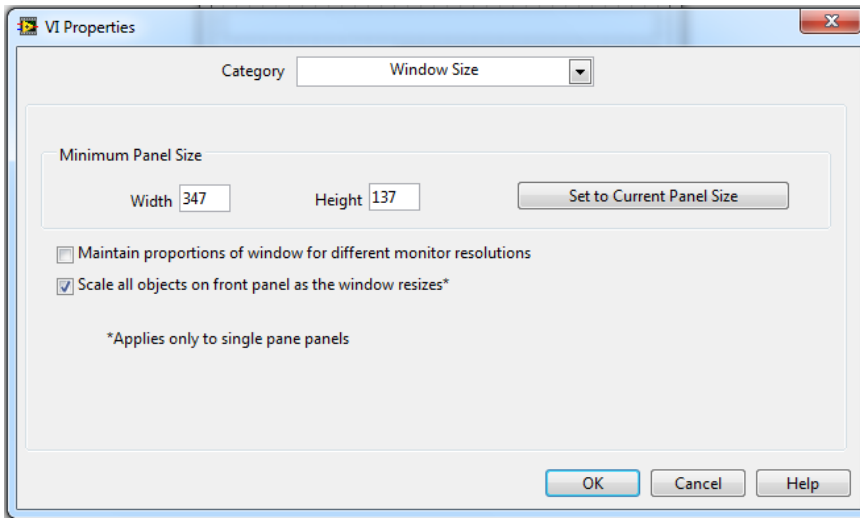 VI Properties
Category Window Size
Minimum Panel Size
Width 347 Height 137 Set to Current Panel Size
Maintain proportions of window for different monitor resolutions
Scale all objects on front panel as the window resizes*
*Applies only to single pane panels
OK Cancel Help